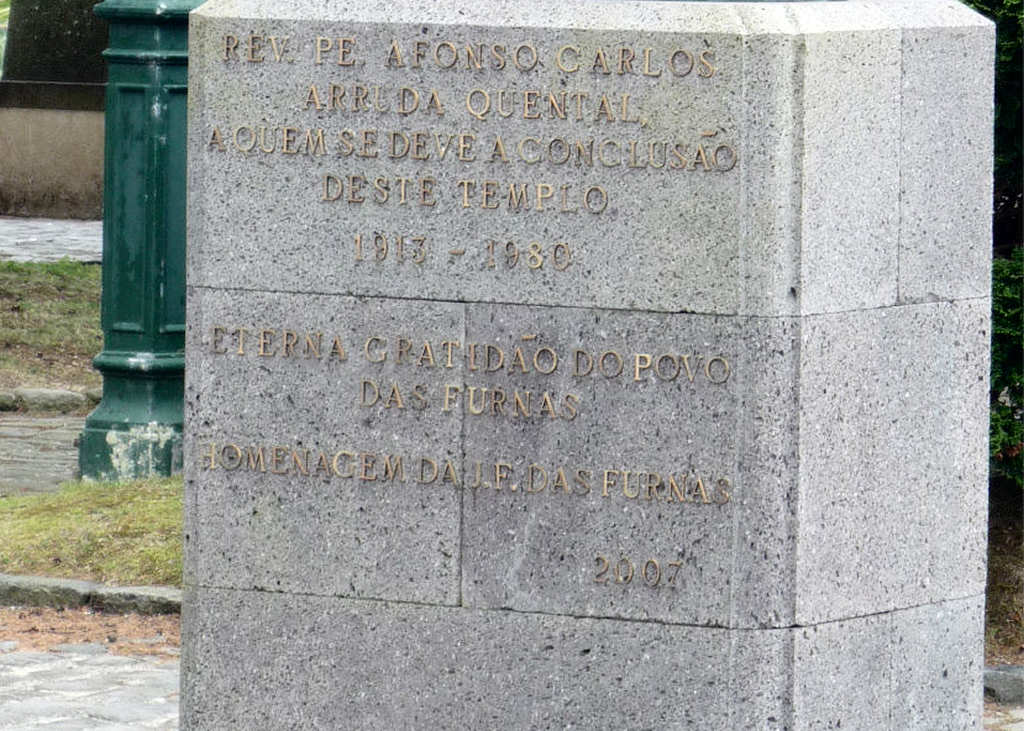 REV. PE. AFONSO CARLOS
ARRUDA QUENTAL,
A QUEM SE DEVE A CONCLUSÃO
DESTE TEMPLO
1913 - 1980
ETERNA GRATIDÃO DO POVO
DAS FURNAS
HOMENAGEM DA J.F. DAS FURNAS
2007